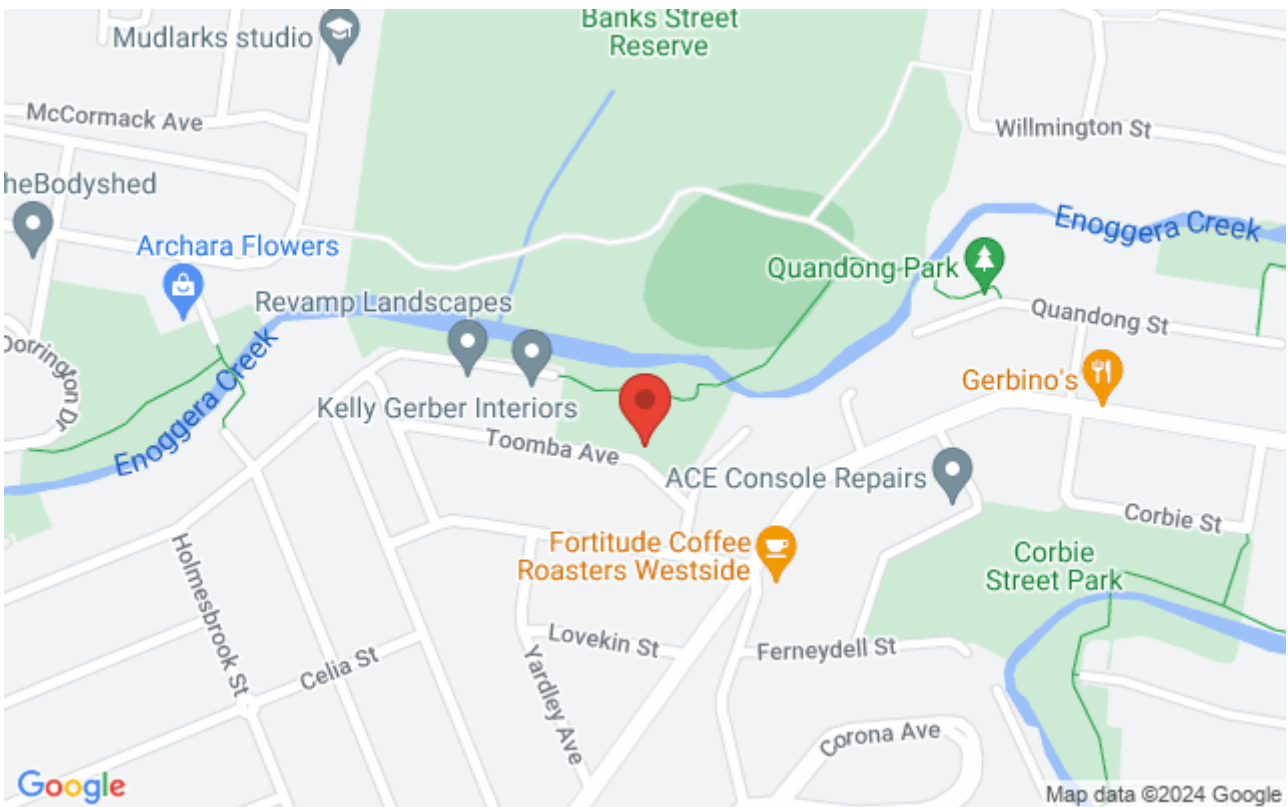 Banks Street
Reserve
Mudlarks studio
McCormack Ave
Willmington St
heBodyshed
Enoggera Creek
Archara Flowers
Quandong Park
Revamp Landscapes
Quandong St
Dorrington Dr
Enoggera Creek
Gerbino's
Kelly Gerber Interiors
Toomba Ave
ACE Console Repairs
Corbie St
Fortitude Coffee
Roasters Westside
Corbie
Street Park
Holmesbrook St
Lovekin St
Ferneydell St
Celia St
Yardley Ave
Corona Ave
Google
Map data ©2024 Google